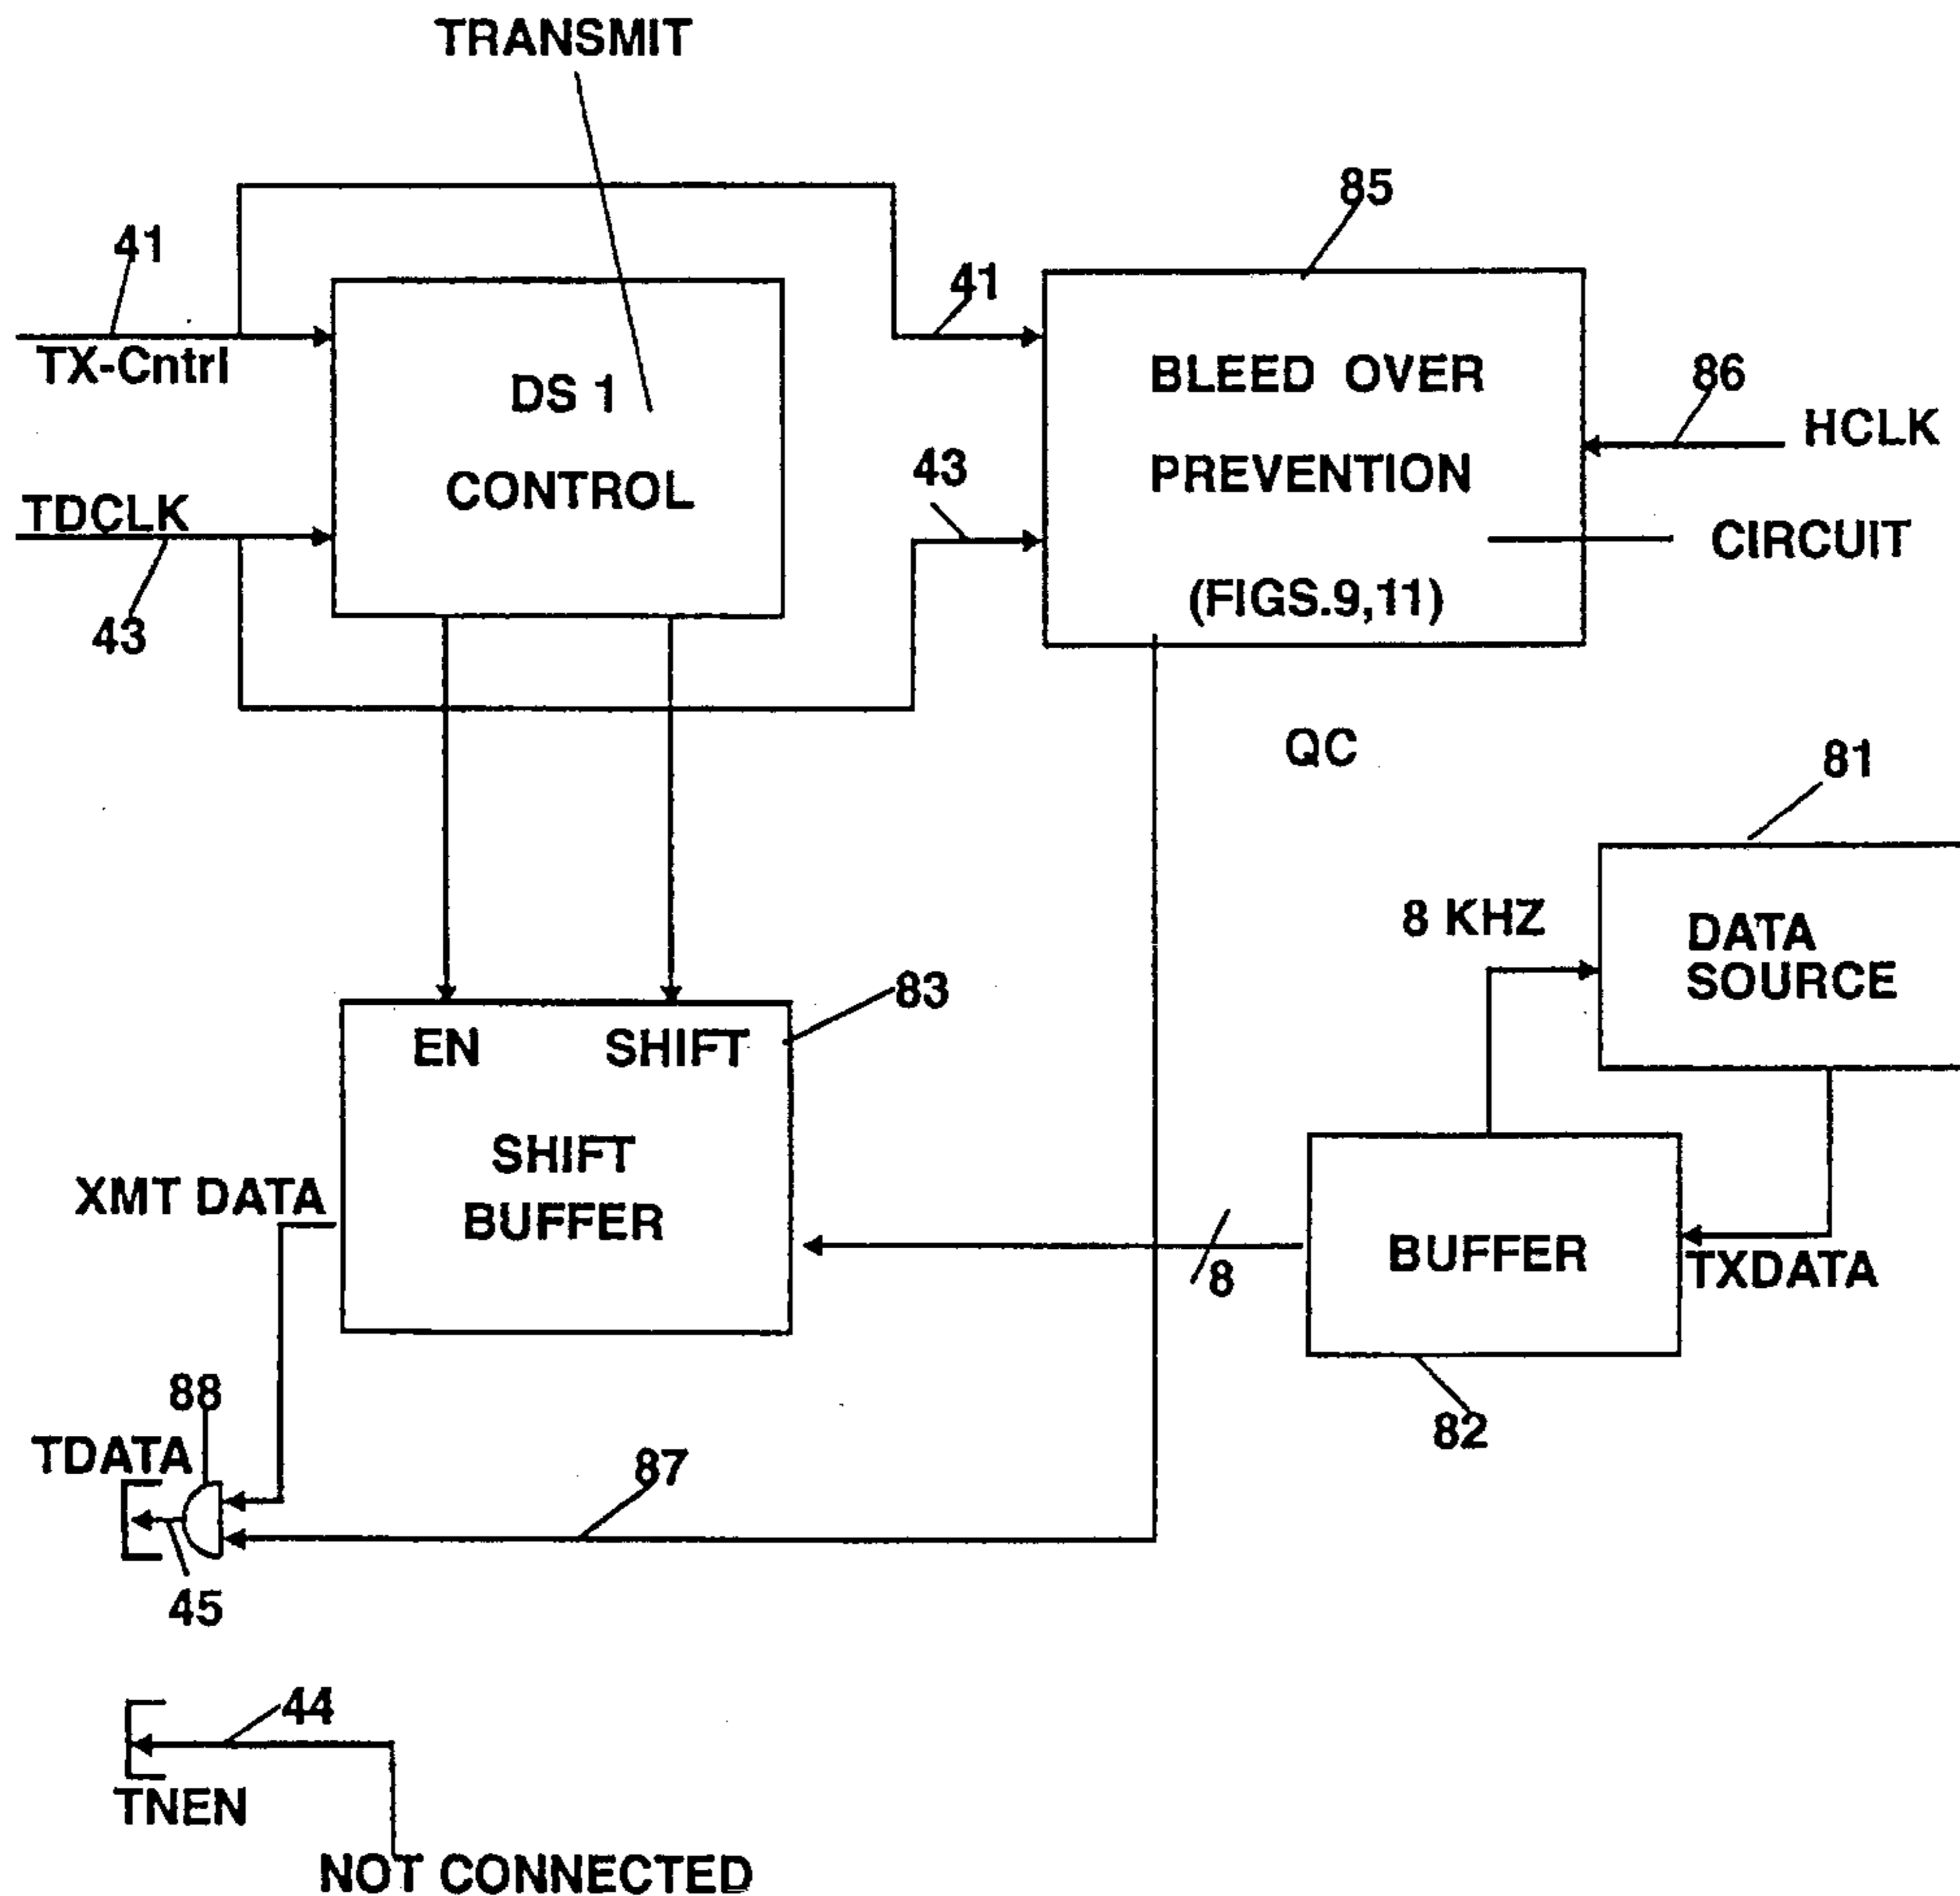 TRANSMIT
85
41
41
TX-Cntrl
DS 1
CONTROL
BLEED OVER
PREVENTION
(FIGS.9,11)
86
HCLK
CIRCUIT
43
TDCLK
43
QC
81
8 KHZ
DATA
SOURCE
83
EN
SHIFT
SHIFT
BUFFER
XMT DATA
8
BUFFER
TXDATA
82
88
TDATA
87
45
44
TNEN
NOT CONNECTED